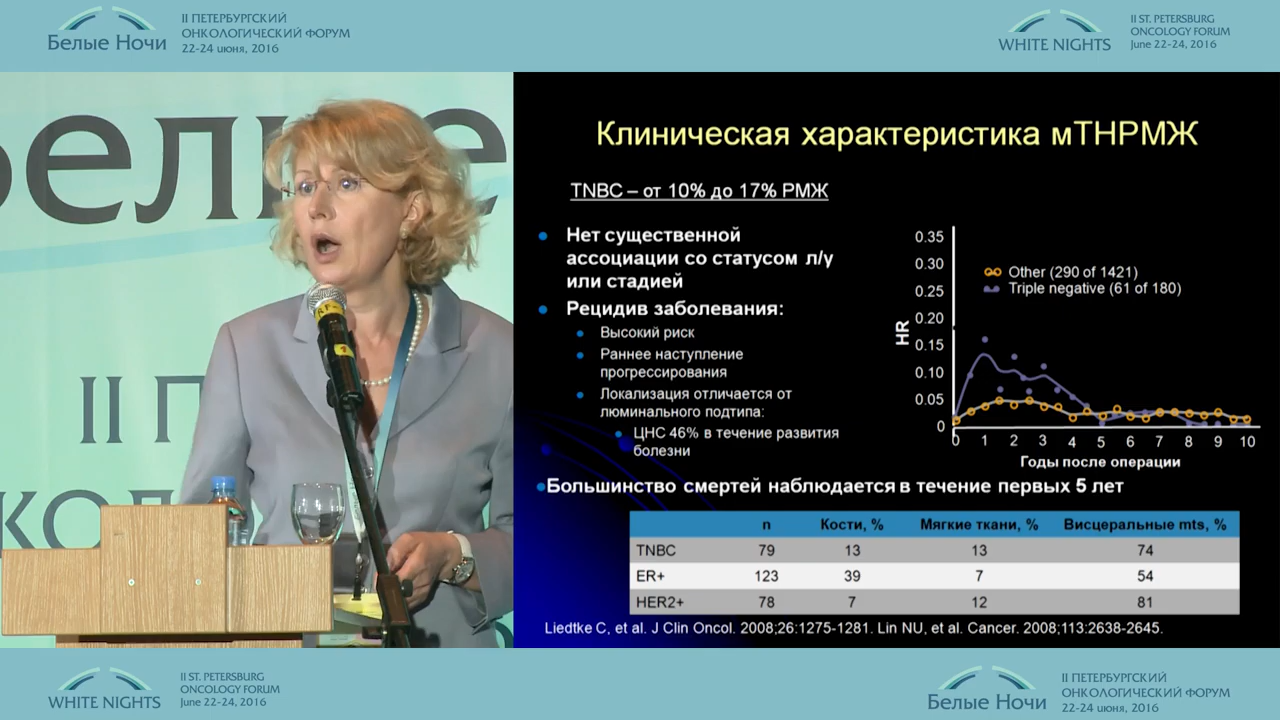 Белые Ночи
II ПЕТЕРБУРГСКИЙ
ОНКОЛОГИЧЕСКИЙ ФОРУМ
22-24 июня, 2016
WHITE NIGHTS
II ST. PETERSBURG
ONCOLOGY FORUM
June 22-24, 2016
II П
Клиническая характеристика мТНРМЖ
TNBC – от 10% до 17% РМЖ
Нет существенной
ассоциации со статусом л/у
или стадией
Рецидив заболевания:
Высокий риск
Раннее наступление
прогрессирования
Локализация отличается от
люминального подтипа:
ЦНС 46% в течение развития
болезни
HR
0.35
0.30
0.25
0.20
0.15
0.10
0.05
0
Other (290 of 1421)
Triple negative (61 of 180)
0 1 2 3 4 5 6 7 8 9 10
Годы после операции
Большинство смертей наблюдается в течение первых 5 лет
n Кости, % Мягкие ткани, % Висцеральные mts, %
TNBC 79 13 13 74
ER+ 123 39 7 54
HER2+ 78 7 12 81
Liedtke C, et al. J Clin Oncol. 2008;26:1275-1281. Lin NU, et al. Cancer. 2008;113:2638-2645.
WHITE NIGHTS
II ST. PETERSBURG
ONCOLOGY FORUM
June 22-24, 2016
Белые Ночи
II ПЕТЕРБУРГСКИЙ
ОНКОЛОГИЧЕСКИЙ ФОРУМ
22-24 июня, 2016